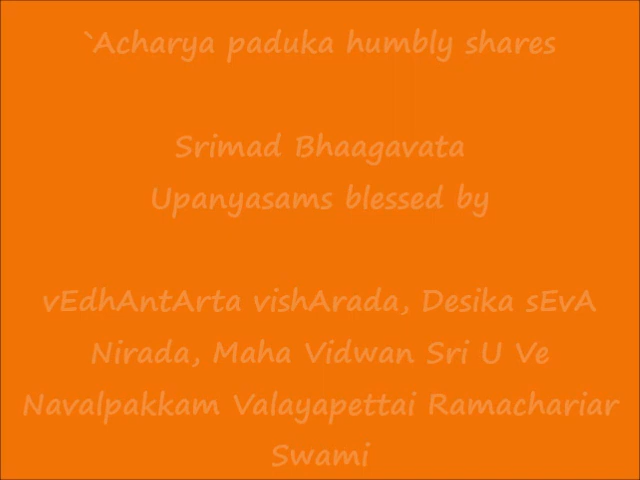 `Acharya paduka humbly shares
Srimad Bhaagavata
Upanyasams blessed by
vEdhAntArta vishArada, Desika sEvA
Nirada, Maha Vidwan Sri U Ve
Navalpakkam Valayapettai Ramachariar
Swami